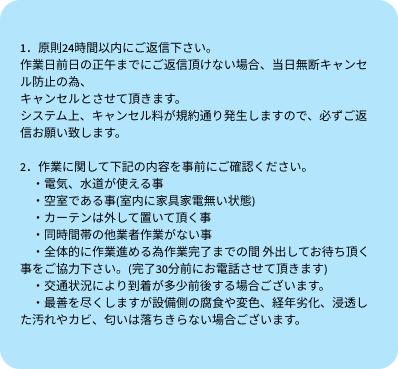 1．原則24時間以内にご返信下さい。
作業日前日の正午までにご返信頂けない場合、当日無断キャンセ
ル防止の為、
キャンセルとさせて頂きます。
システム上、キャンセル料が規約通り発生しますので、必ずご返
信お願い致します。
2．作業に関して下記の内容を事前にご確認ください。
・電気、水道が使える事
・空室である事(室内に家具家電無い状態)
・カーテンは外して置いて頂く事
・同時間帯の他業者作業がない事
・全体的に作業進める為作業完了までの間 外出してお待ち頂く
事をご協力下さい。(完了30分前にお電話させて頂きます)
・交通状況により到着が多少前後する場合ございます。
・最善を尽くしますが設備側の腐食や変色、経年劣化、浸透し
た汚れやカビ、匂いは落ちきらない場合ございます。